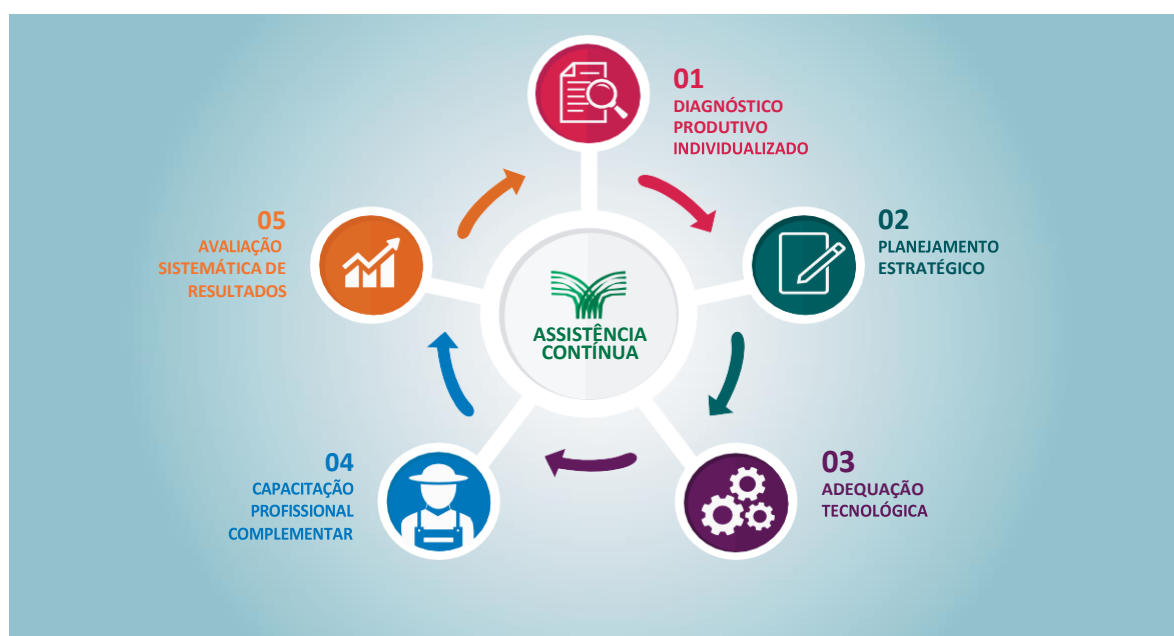 01
DIAGNÓSTICO
PRODUTIVO
INDIVIDUALIZADO
02
PLANEJAMENTO
ESTRATÉGICO
03
ADEQUAÇÃO
TECNOLÓGICA
04
CAPACITAÇÃO
PROFISSIONAL
COMPLEMENTAR
05
AVALIAÇÃO
SISTEMÁTICA DE
RESULTADOS
ASSISTÊNCIA
CONTÍNUA